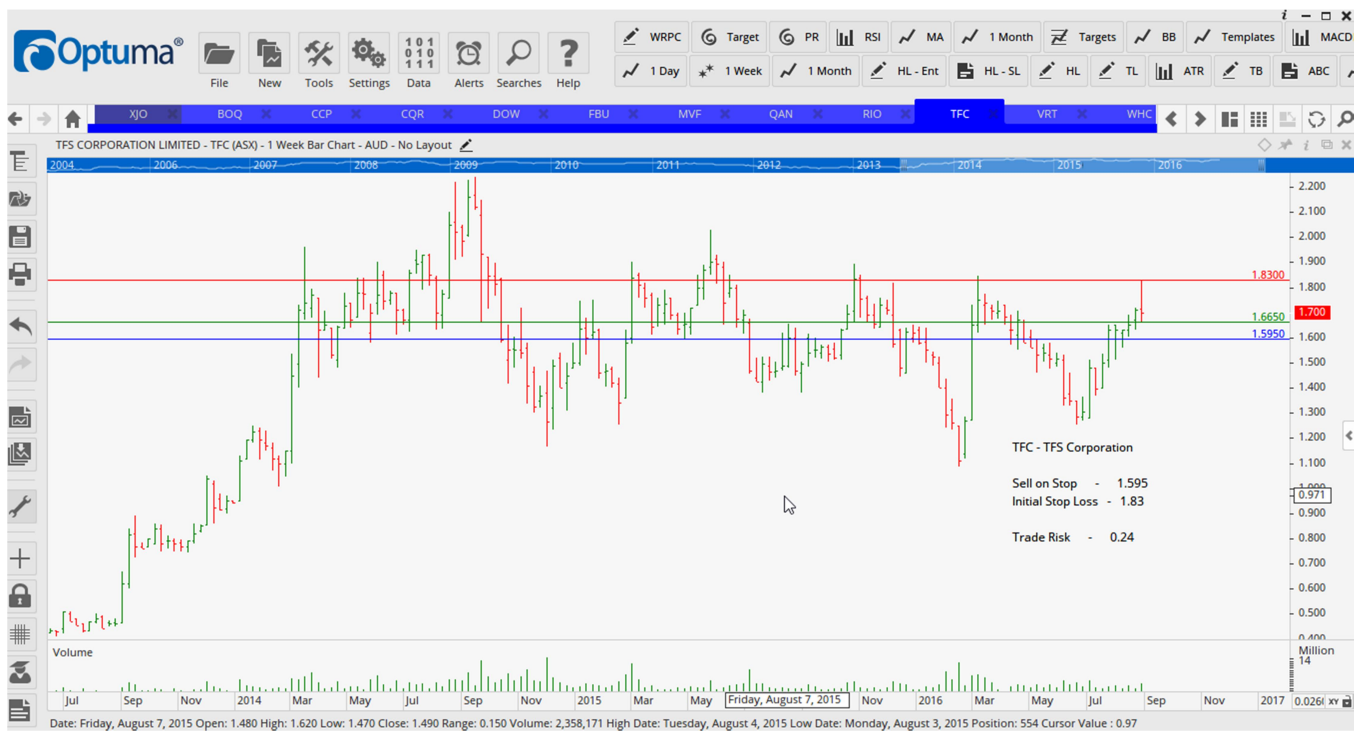 i
Optuma®
File New Tools Settings Data Alerts Searches Help
WRPC Target PR RSI MA 1 Month Targets BB Templates MACD
1 Day 1 Week 1 Month HL - Ent HL - SL HL TL ATR TB ABC
XJO BOQ CCP CQR DOW FBU MVF QAN RIO TFC VRT WHC
TFS CORPORATION LIMITED - TFC (ASX) - 1 Week Bar Chart - AUD - No Layout
2004 2006 2007 2008 2009 2010 2011 2012 2013 2014 2015 2016
2.200
2.100
2.000
1.900
1.8300
1.800
1.700
1.6650
1.600
1.5950
1.500
1.400
1.300
1.200
TFC - TFS Corporation
1.100
Sell on Stop - 1.595
1.000
0.971
Initial Stop Loss - 1.83
0.900
Trade Risk - 0.24
0.800
0.700
0.600
0.500
0.400
Volume
Million
14
Jul Sep Nov 2014 Mar May Jul Sep Nov 2015 Mar May Friday, August 7, 2015 Nov 2016 Mar May Jul Sep Nov 2017 XY
Date: Friday, August 7, 2015 Open: 1.480 High: 1.620 Low: 1.470 Close: 1.490 Range: 0.150 Volume: 2,358,171 High Date: Tuesday, August 4, 2015 Low Date: Monday, August 3, 2015 Position: 554 Cursor Value : 0.97